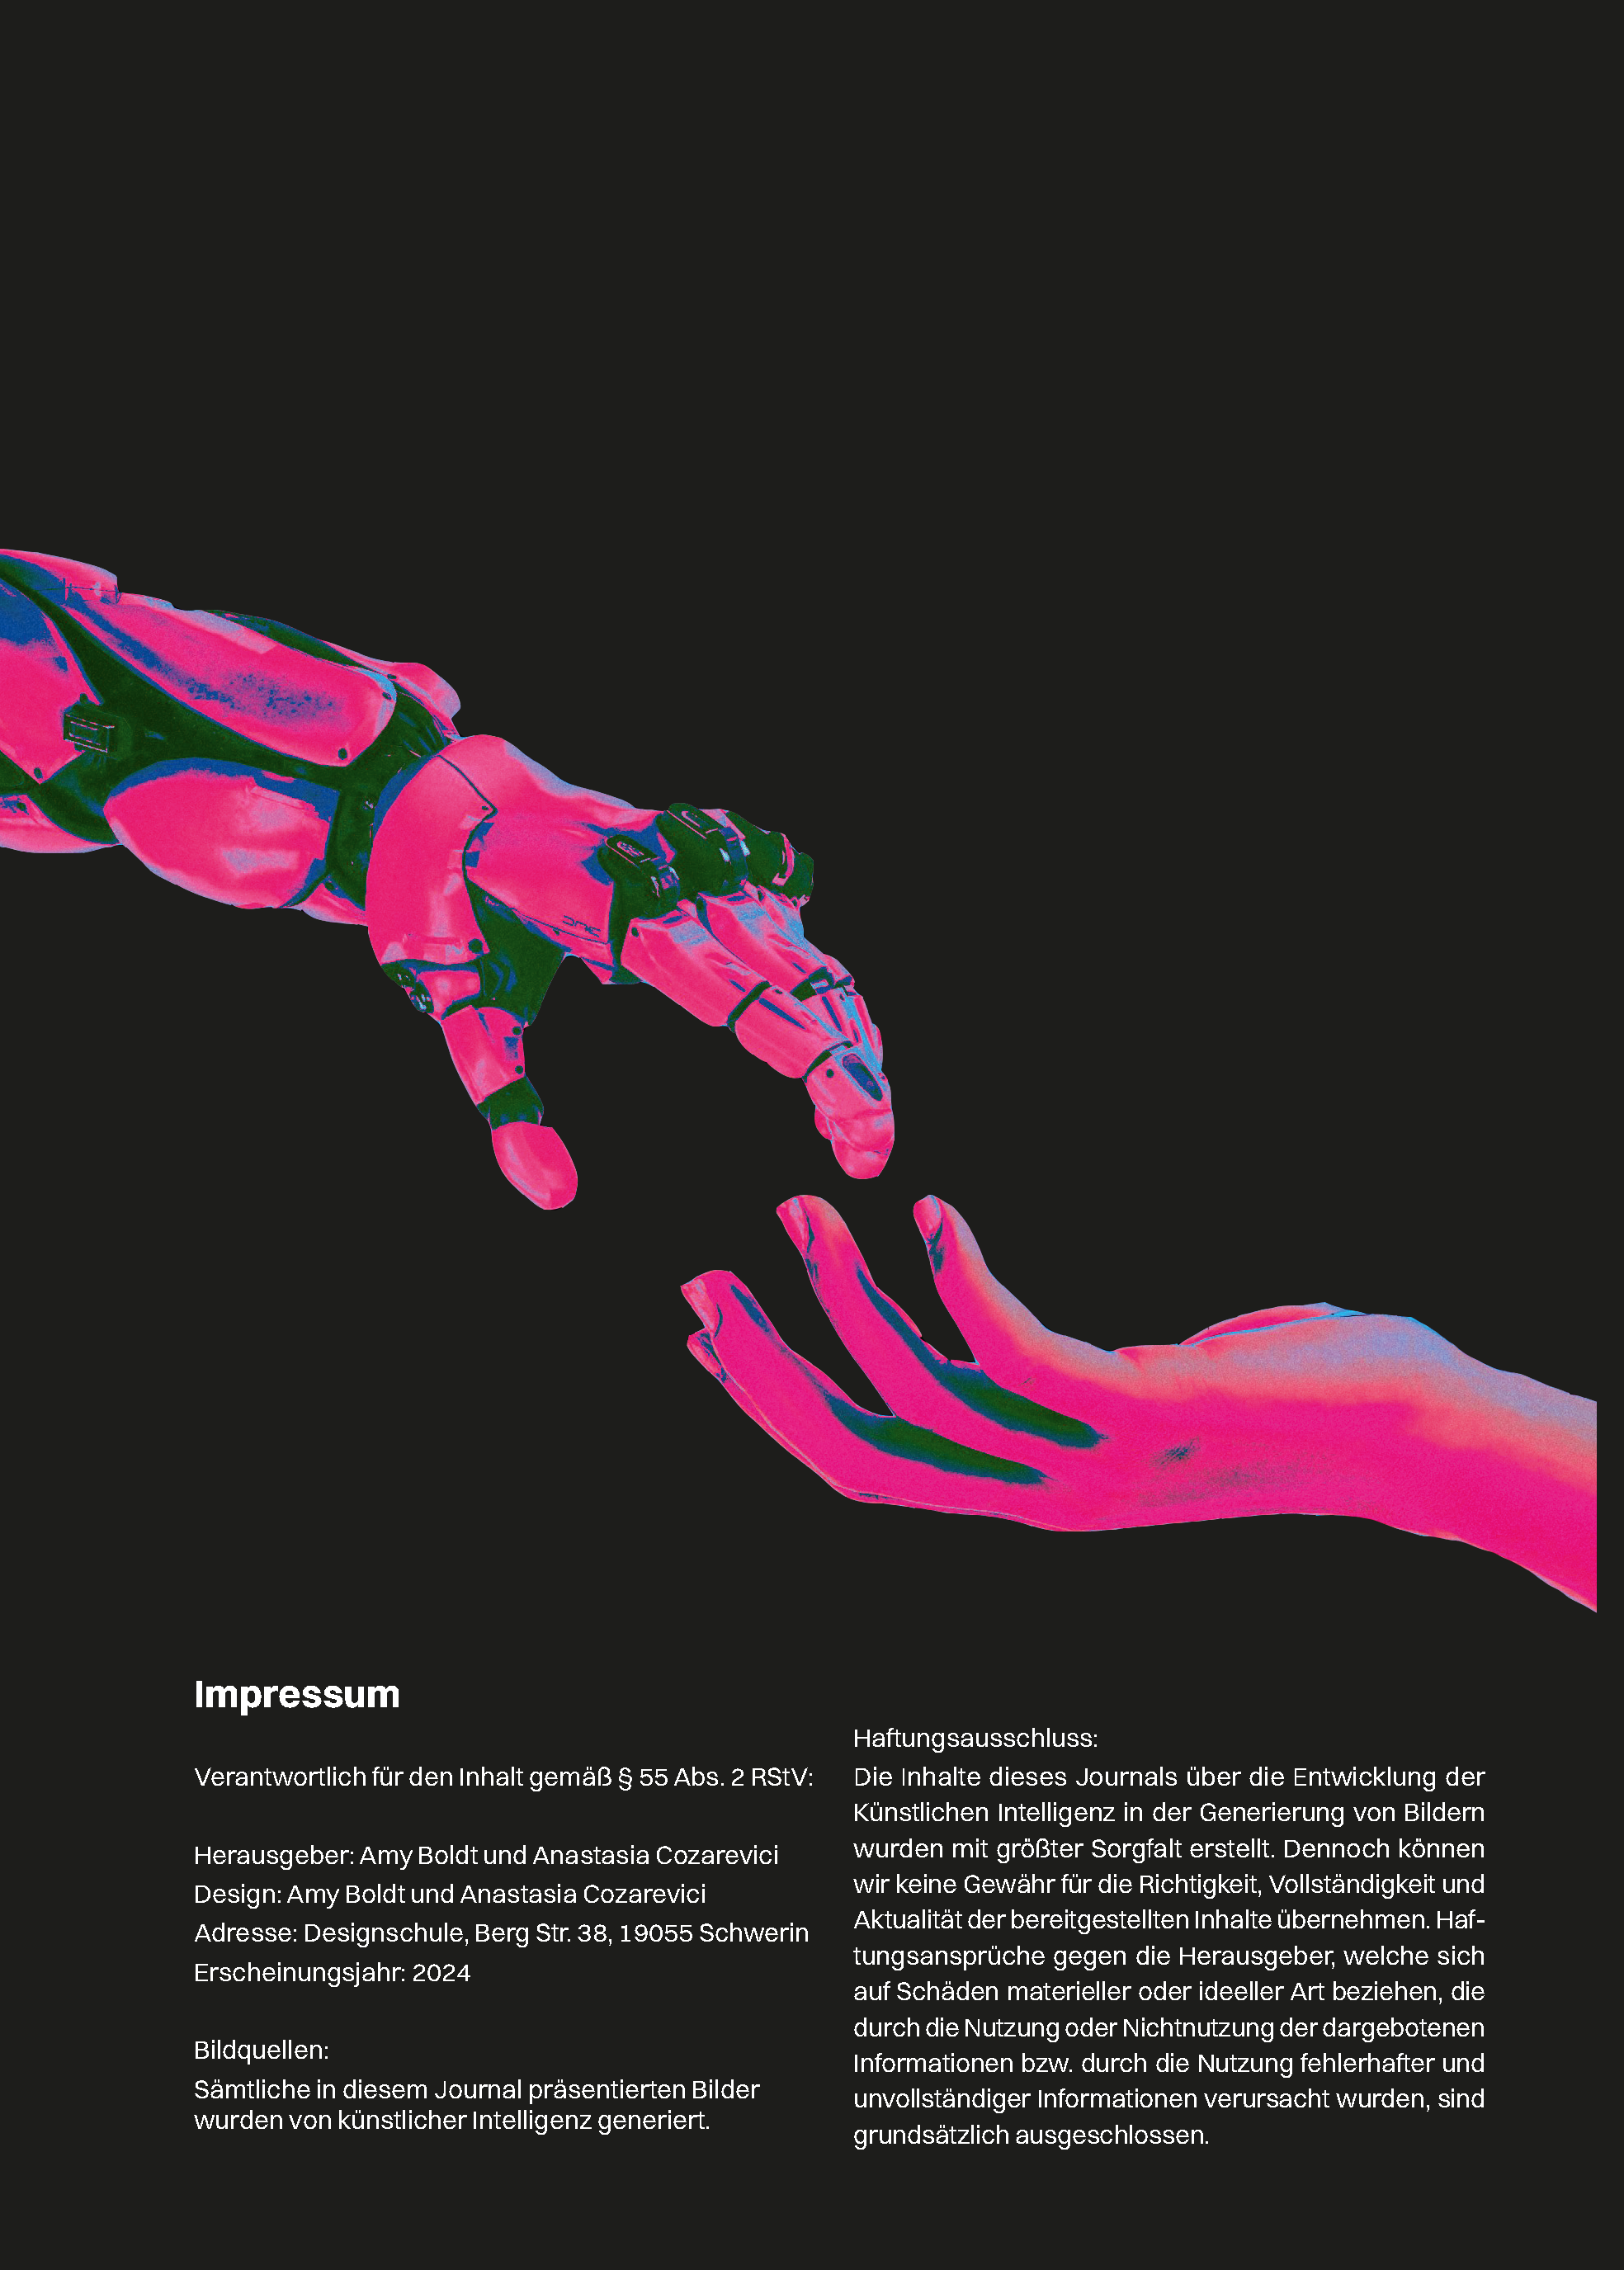 Impressum
Verantwortlich für den Inhalt gemäß § 55 Abs. 2 RStV:
Herausgeber: Amy Boldt und Anastasia Cozarevici
Design: Amy Boldt und Anastasia Cozarevici
Adresse: Designschule, Berg Str. 38, 19055 Schwerin
Erscheinungsjahr: 2024
Bildquellen:
Sämtliche in diesem Journal präsentierten Bilder
wurden von künstlicher Intelligenz generiert.
Haftungsausschluss:
Die Inhalte dieses Journals über die Entwicklung der
Künstlichen Intelligenz in der Generierung von Bildern
wurden mit größter Sorgfalt erstellt. Dennoch können
wir keine Gewähr für die Richtigkeit, Vollständigkeit und
Aktualität der bereitgestellten Inhalte übernehmen. Haf-
tungsansprüche gegen die Herausgeber, welche sich
auf Schäden materieller oder ideeller Art beziehen, die
durch die Nutzung oder Nichtnutzung der dargebotenen
Informationen bzw. durch die Nutzung fehlerhafter und
unvollständiger Informationen verursacht wurden, sind
grundsätzlich ausgeschlossen.